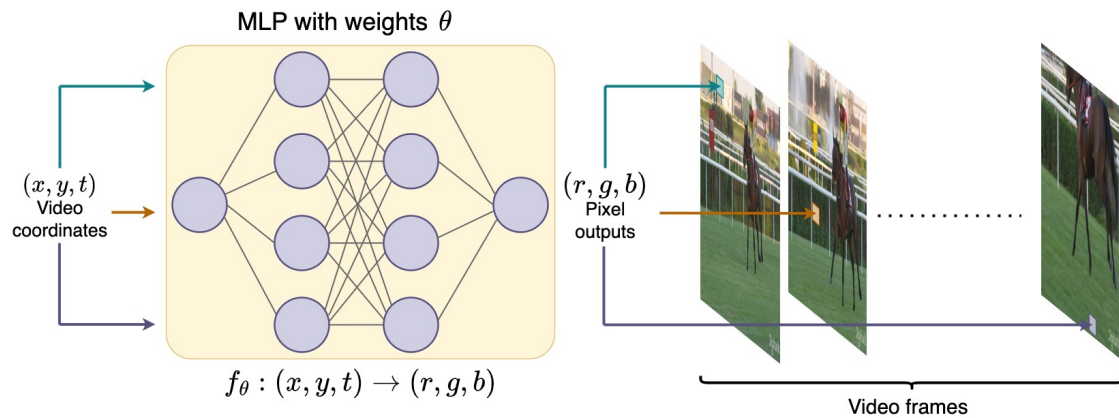 MLP with weights θ
(x, y, t)
Video
coordinates
f_θ : (x, y, t) → (r, g, b)
(r, g, b)
Pixel
outputs
Video frames